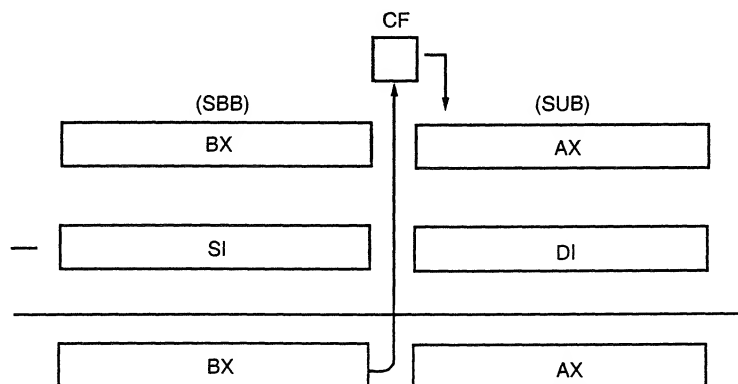 CF
(SBB) (SUB)
BX AX
SI DI
BX AX